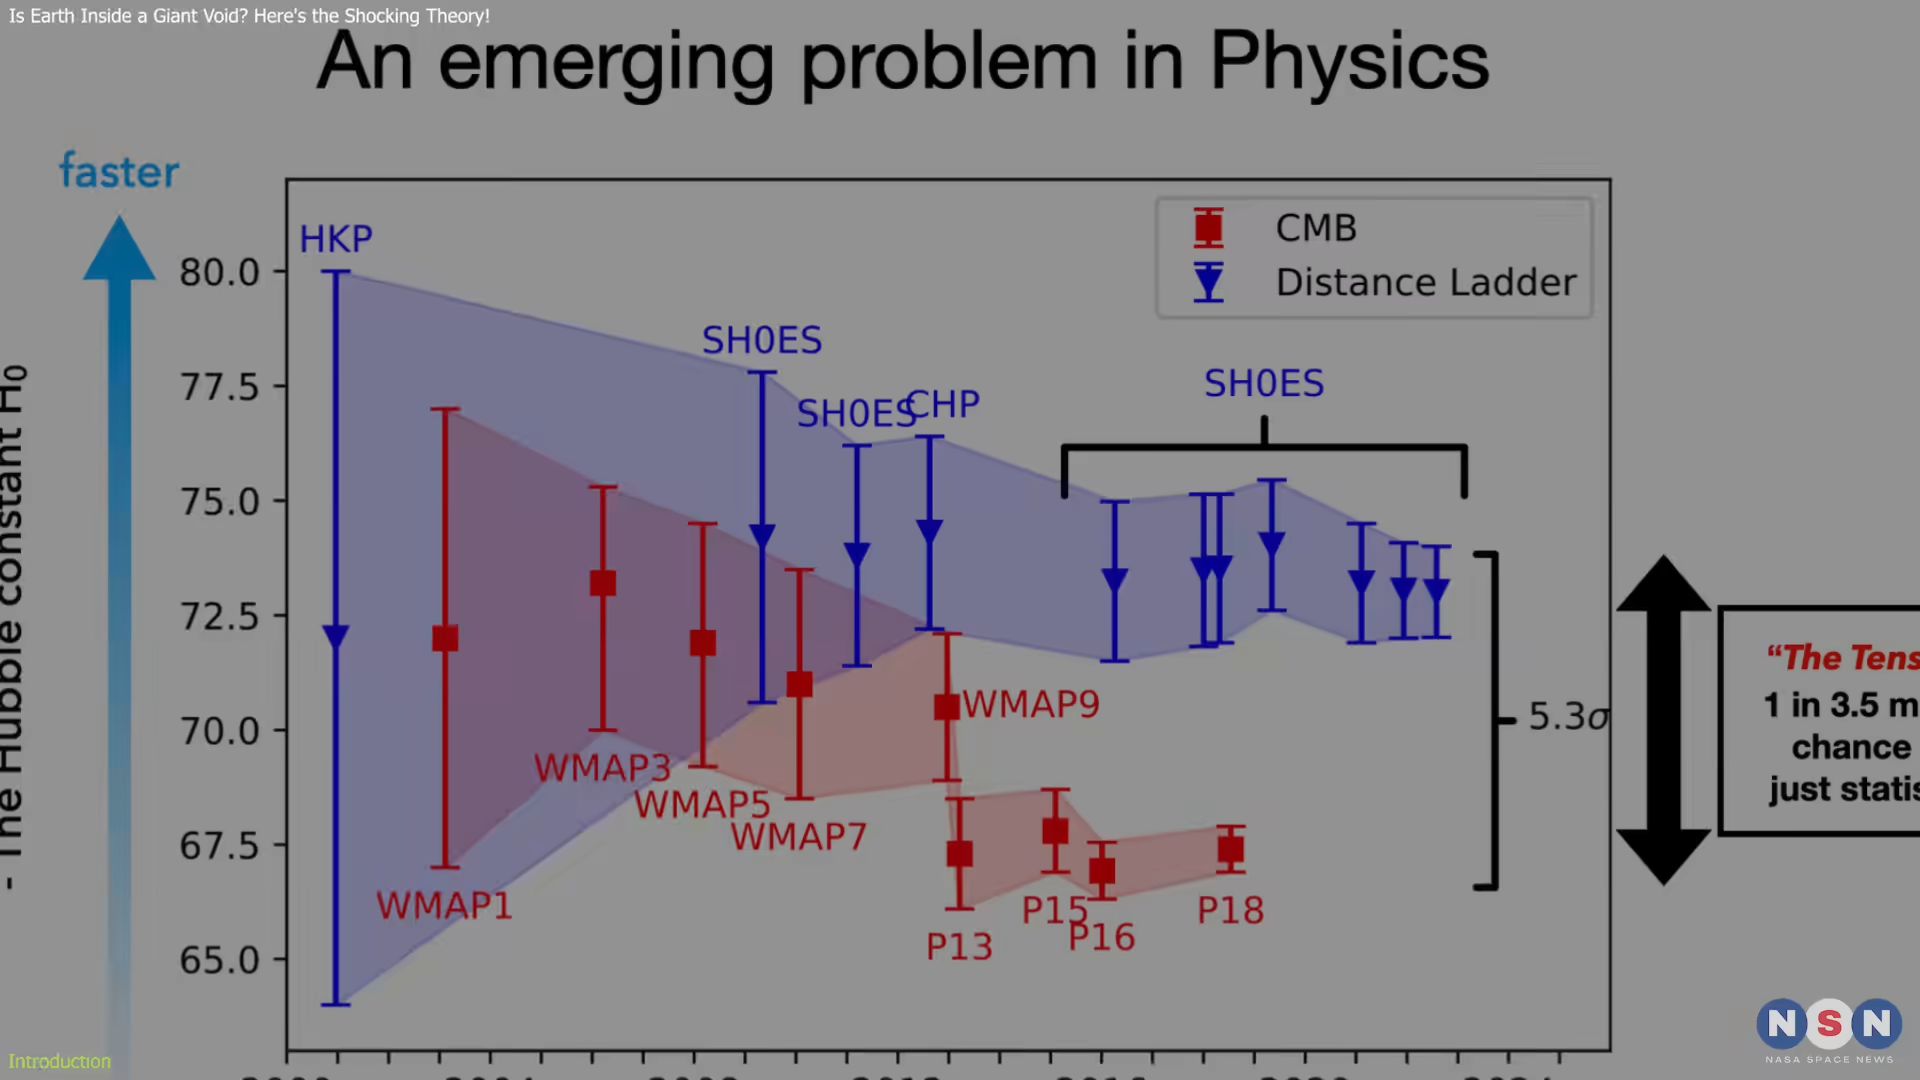 Is Earth Inside a Giant Void? Here's the Shocking Theory!
An emerging problem in Physics
faster
- The Hubble constant H₀
80.0
77.5
75.0
72.5
70.0
67.5
65.0
CMB
Distance Ladder
HKP
SH0ES
SH0ES
CHP
SH0ES
WMAP9
WMAP3
WMAP5
WMAP7
WMAP1
P13
P15
P16
P18
5.3σ
“The Tens
1 in 3.5 m
chance
just statis
NSN
NASA SPACE NEWS
Introduction